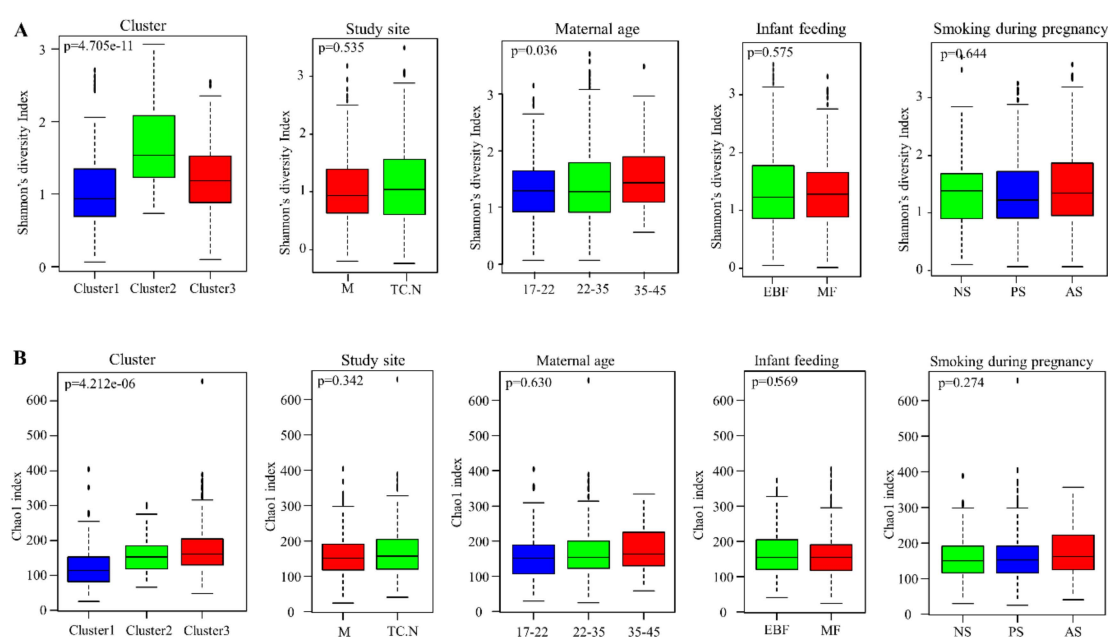 A
Cluster
Study site
Maternal age
Infant feeding
Smoking during pregnancy
p=4.705e-11
p=0.535
p=0.036
p=0.575
p=0.644
Shannon's diversity Index
3
2
1
0
Cluster1 Cluster2 Cluster3
Shannon's diversity Index
3
2
1
0
M TC.N
Shannon's diversity Index
3
2
1
0
17-22 22-35 35-45
Shannon's diversity Index
3
2
1
0
EBF MF
Shannon's diversity Index
3
2
1
0
NS PS AS
B
Cluster
Study site
Maternal age
Infant feeding
Smoking during pregnancy
p=4.212e-06
p=0.342
p=0.630
p=0.569
p=0.274
Chao1 index
600
500
400
300
200
100
0
Cluster1 Cluster2 Cluster3
Chao1 index
600
500
400
300
200
100
0
M TC.N
Chao1 index
600
500
400
300
200
100
0
17-22 22-35 35-45
Chao1 index
600
500
400
300
200
100
0
EBF MF
Chao1 index
600
500
400
300
200
100
0
NS PS AS